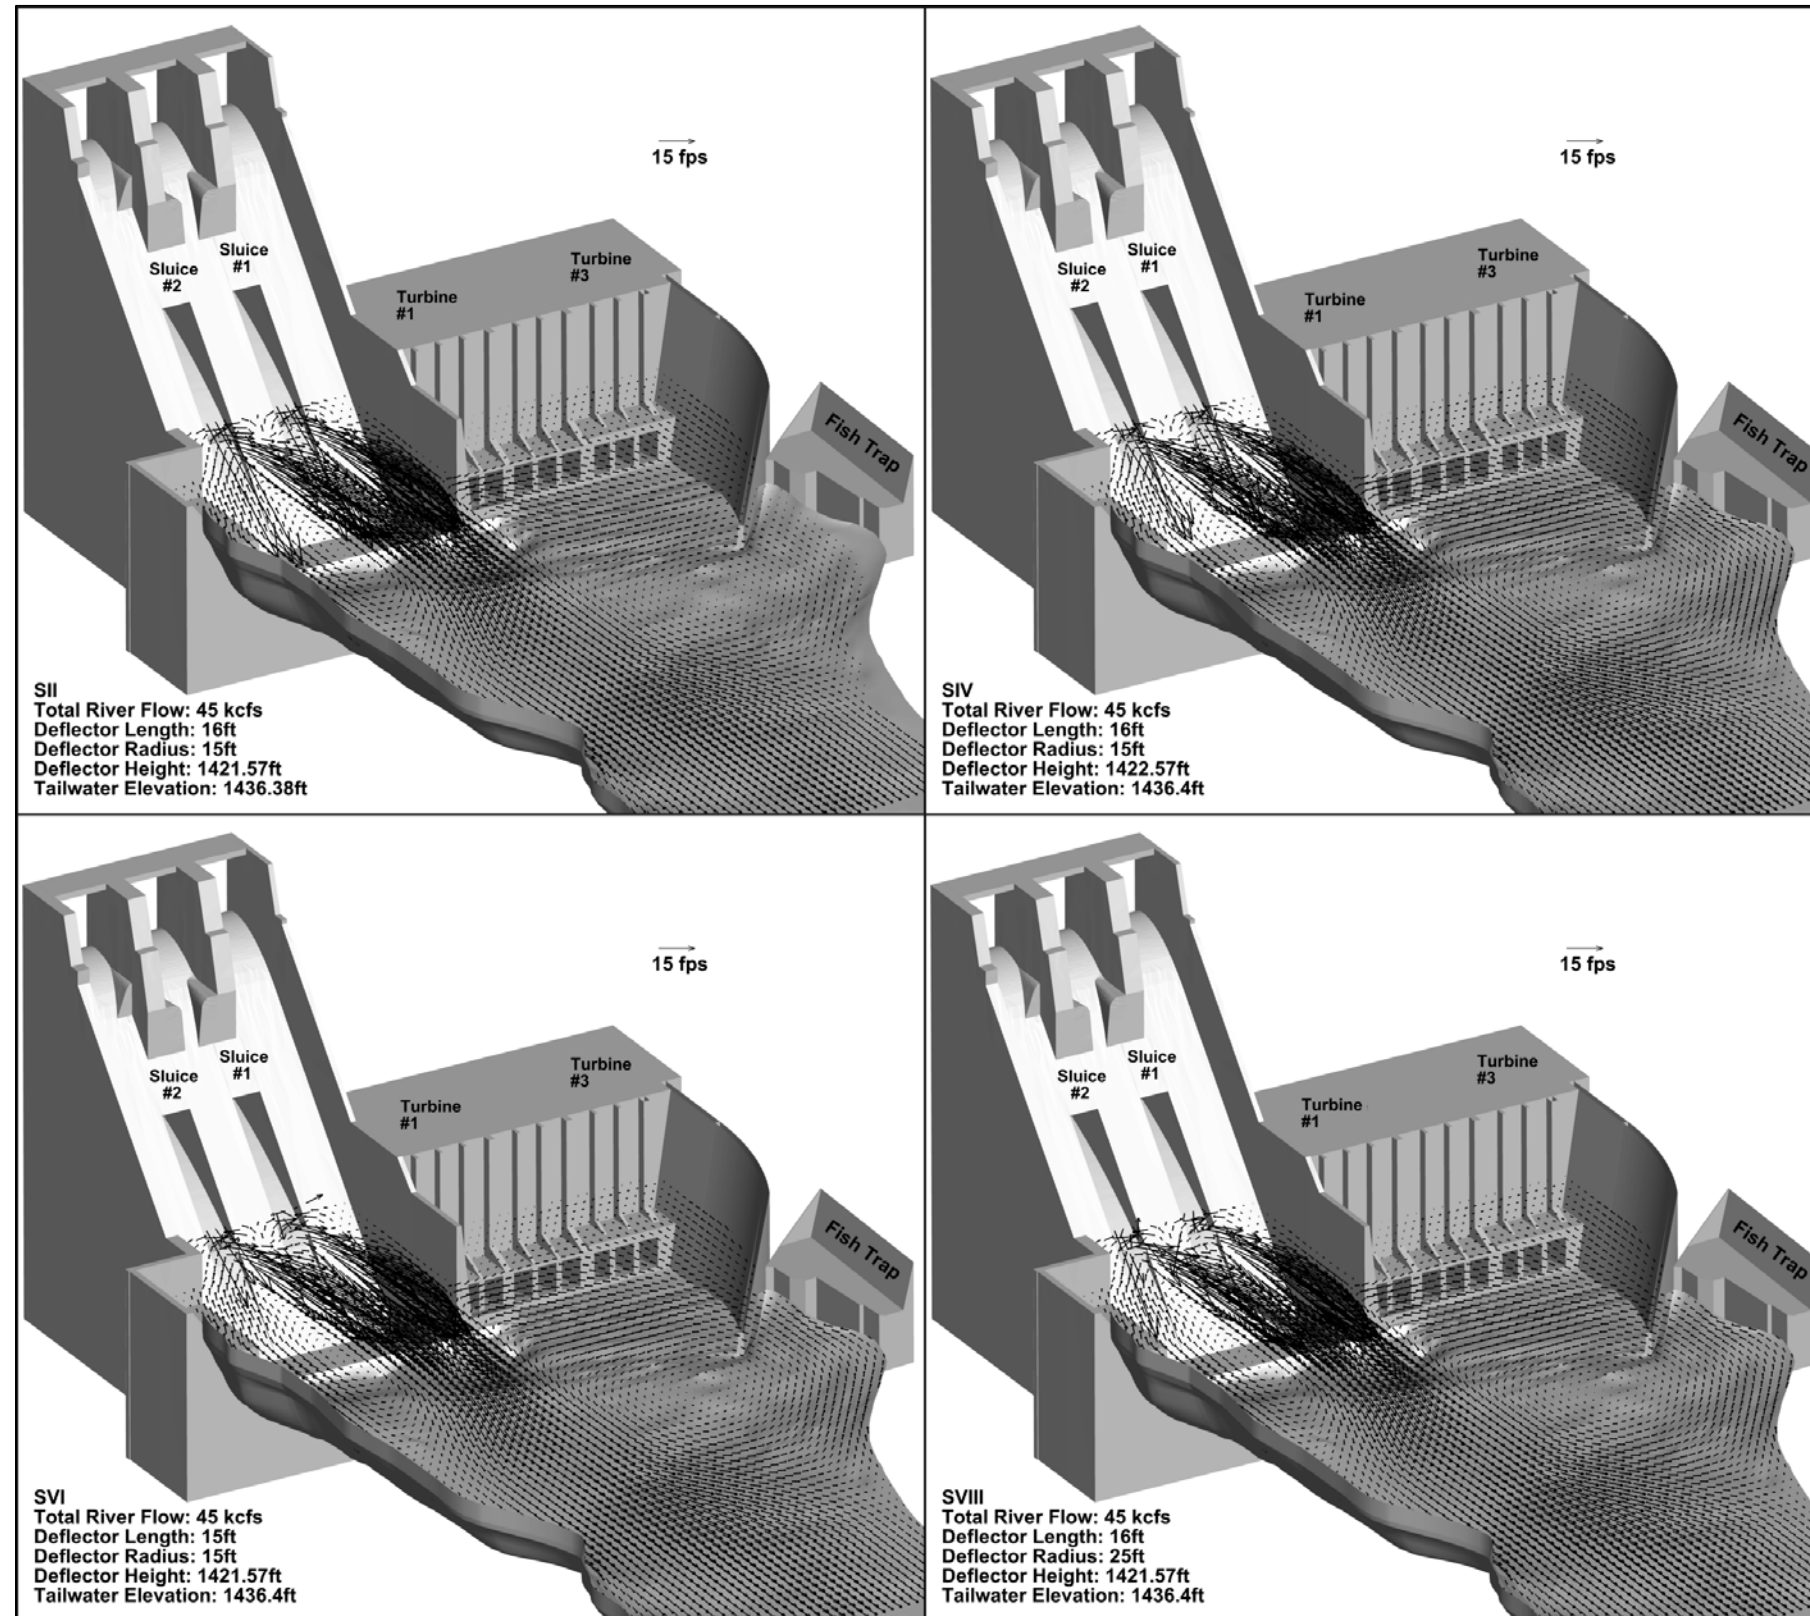 15 fps
Sluice
#1
Sluice
#2
Turbine
#3
Turbine
#1
Fish Trap
SII
Total River Flow: 45 kcfs
Deflector Length: 16ft
Deflector Radius: 15ft
Deflector Height: 1421.57ft
Tailwater Elevation: 1436.38ft
15 fps
Sluice
#1
Sluice
#2
Turbine
#3
Turbine
#1
Fish Trap
SIV
Total River Flow: 45 kcfs
Deflector Length: 16ft
Deflector Radius: 15ft
Deflector Height: 1422.57ft
Tailwater Elevation: 1436.4ft
15 fps
Sluice
#1
Sluice
#2
Turbine
#3
Turbine
#1
Fish Trap
SVI
Total River Flow: 45 kcfs
Deflector Length: 15ft
Deflector Radius: 15ft
Deflector Height: 1421.57ft
Tailwater Elevation: 1436.4ft
15 fps
Sluice
#1
Sluice
#2
Turbine
#3
Turbine
#1
Fish Trap
SVIII
Total River Flow: 45 kcfs
Deflector Length: 16ft
Deflector Radius: 25ft
Deflector Height: 1421.57ft
Tailwater Elevation: 1436.4ft